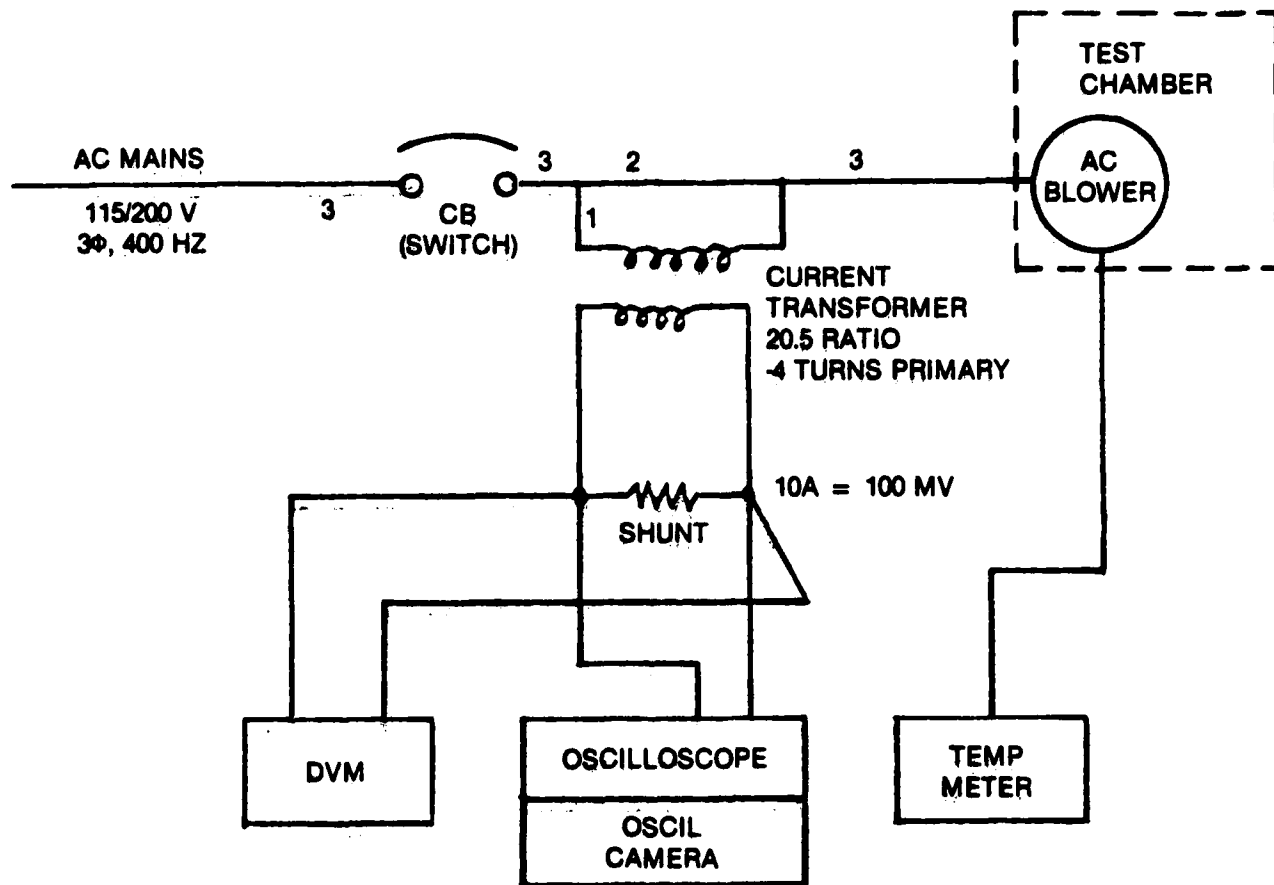 TEST
CHAMBER
AC MAINS
115/200 V
3Φ, 400 HZ
3
CB
(SWITCH)
3
2
1
3
AC
BLOWER
CURRENT
TRANSFORMER
20.5 RATIO
-4 TURNS PRIMARY
10A = 100 MV
SHUNT
DVM
OSCILLOSCOPE
OSCIL
CAMERA
TEMP
METER